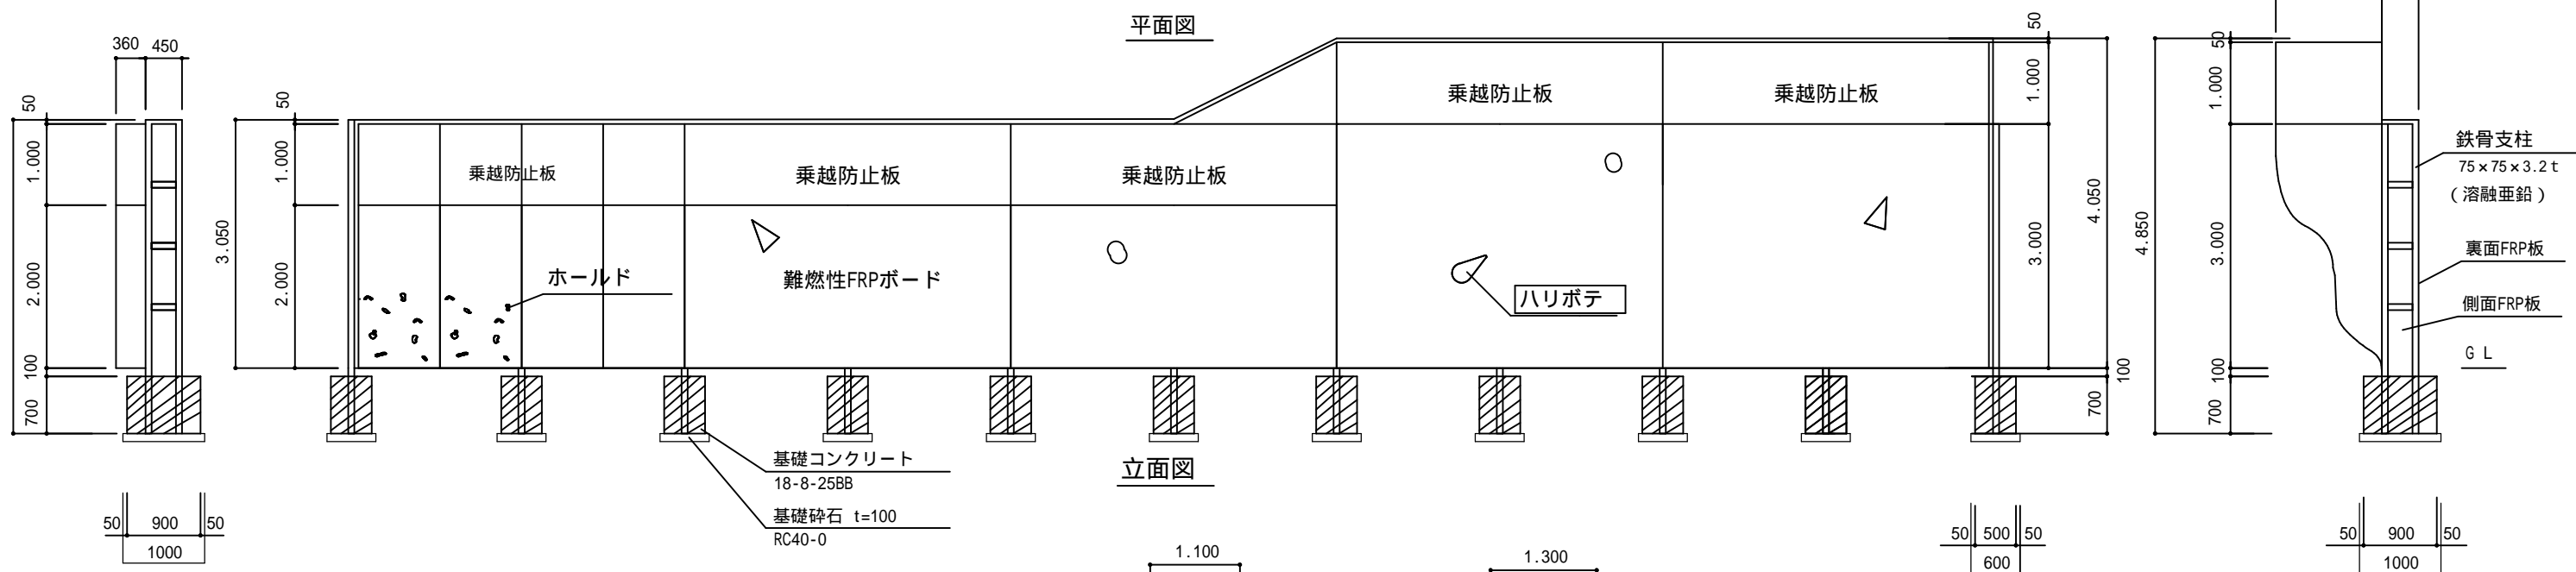 平面図
360 450
50
1.000
2.000
100
700
50
1.000
2.000
3.050
乗越防止板
乗越防止板
乗越防止板
乗越防止板
乗越防止板
ホールド
難燃性FRPボード
ハリボテ
50
1.000
3.000
4.050
100
700
4.850
50
1.000
3.000
100
700
鉄骨支柱
75×75×3.2t
(溶融亜鉛)
裏面FRP板
側面FRP板
G L
基礎コンクリート
18-8-25BB
基礎砕石 t=100
RC40-0
立面図
50 900 50
1000
1.100
1.300
50 500 50
600
50 900 50
1000